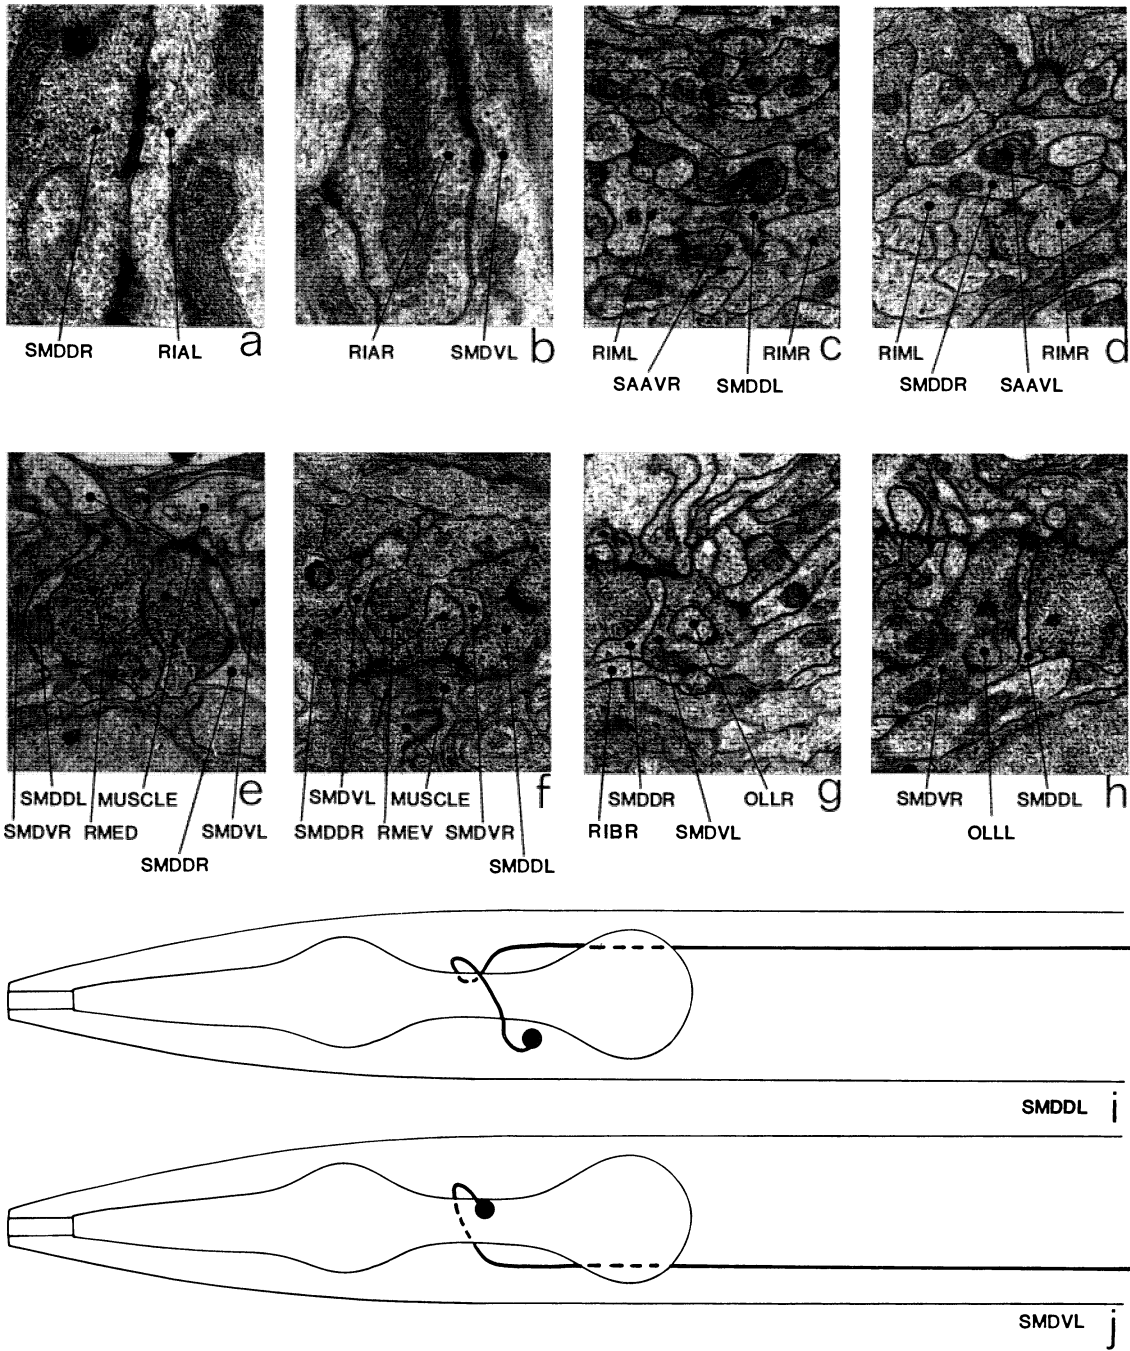 SMDDR RIAL a
RIAR SMDVL b
RIML RIMR c
SAAVR SMDDL
RIML RIMR d
SMDDR SAAVL
SMDDL MUSCLE e
SMDVR RMED SMDVL
SMDDR
SMDVL MUSCLE f
SMDDR RMEV SMDVR
SMDDL
SMDDR OLLR g
RIBR SMDVL
SMDVR SMDDL h
OLLL
SMDDL i
SMDVL j